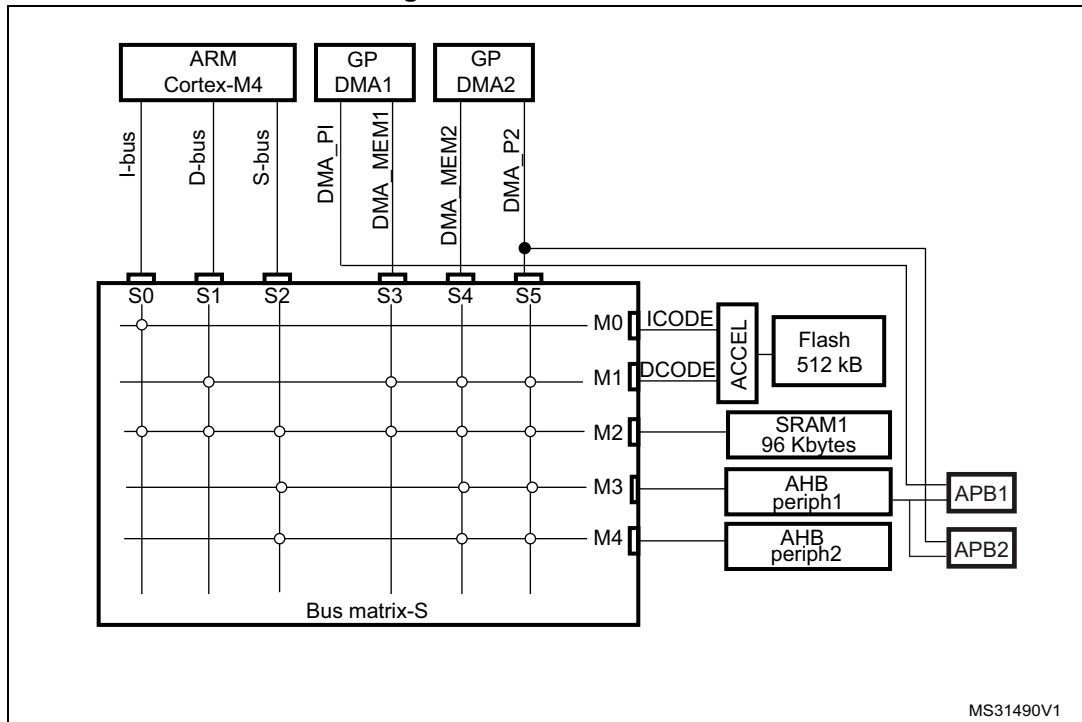 ARM
Cortex-M4
GP
DMA1
GP
DMA2
I-bus
D-bus
S-bus
DMA_PI
DMA_MEM1
DMA_MEM2
DMA_P2
S0 S1 S2 S3 S4 S5
M0
ICODE
M1
DCODE
ACCEL
Flash
512 kB
M2
SRAM1
96 Kbytes
M3
AHB
periph1
APB1
M4
AHB
periph2
APB2
Bus matrix-S
MS31490V1